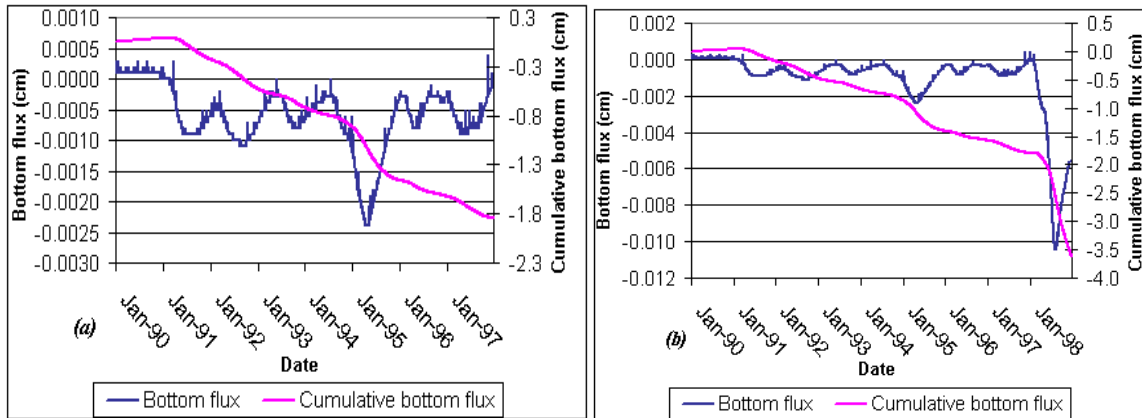 0.0010
0.0005
0.0000
-0.0005
-0.0010
-0.0015
-0.0020
-0.0025
-0.0030
Bottom flux (cm)
0.3
-0.3
-0.8
-1.3
-1.8
-2.3
Cumulative bottom flux (cm)
Jan-90
Jan-91
Jan-92
Jan-93
Jan-94
Jan-95
Jan-96
Jan-97
(a)
Date
Bottom flux
Cumulative bottom flux
0.002
0.000
-0.002
-0.004
-0.006
-0.008
-0.010
-0.012
Bottom flux (cm)
0.5
0.0
-0.5
-1.0
-1.5
-2.0
-2.5
-3.0
-3.5
-4.0
Cumulative bottom flux (cm)
Jan-90
Jan-91
Jan-92
Jan-93
Jan-94
Jan-95
Jan-96
Jan-97
Jan-98
(b)
Date
Bottom flux
Cumulative bottom flux